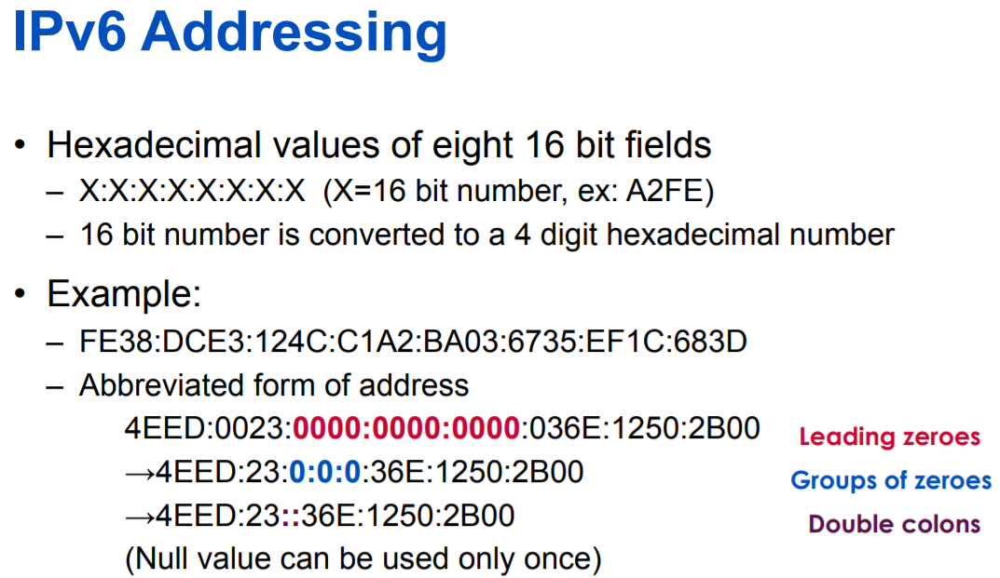 IPv6 Addressing
• Hexadecimal values of eight 16 bit fields
– X:X:X:X:X:X:X:X (X=16 bit number, ex: A2FE)
– 16 bit number is converted to a 4 digit hexadecimal number
• Example:
– FE38:DCE3:124C:C1A2:BA03:6735:EF1C:683D
– Abbreviated form of address
4EED:0023:0000:0000:0000:036E:1250:2B00
Leading zeroes
→4EED:23:0:0:0:36E:1250:2B00
Groups of zeroes
→4EED:23::36E:1250:2B00
Double colons
(Null value can be used only once)